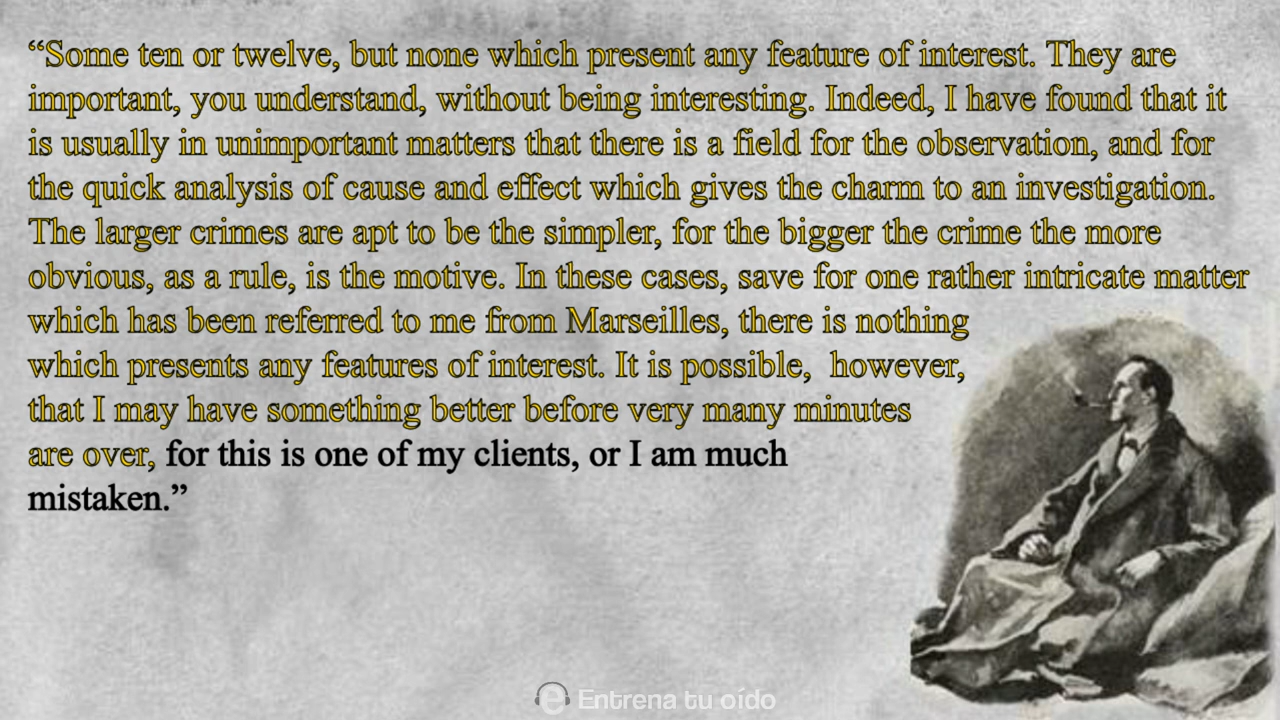 “Some ten or twelve, but none which present any feature of interest. They are
important, you understand, without being interesting. Indeed, I have found that it
is usually in unimportant matters that there is a field for the observation, and for
the quick analysis of cause and effect which gives the charm to an investigation.
The larger crimes are apt to be the simpler, for the bigger the crime the more
obvious, as a rule, is the motive. In these cases, save for one rather intricate matter
which has been referred to me from Marseilles, there is nothing
which presents any features of interest. It is possible,  however,
that I may have something better before very many minutes
are over, for this is one of my clients, or I am much
mistaken.”
Entrena tu oído